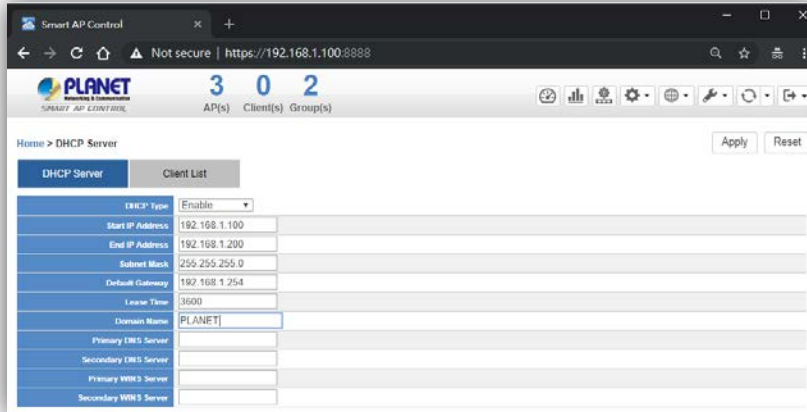 Smart AP Control
Not secure | https://192.168.1.100:8888
PLANET
Networking & Communication
SMART AP CONTROL
3 0 2
AP(s) Client(s) Group(s)
Home > DHCP Server
Apply Reset
DHCP Server Client List
DHCP Type Enable
Start IP Address 192.168.1.100
End IP Address 192.168.1.200
Subnet Mask 255.255.255.0
Default Gateway 192.168.1.254
Lease Time 3600
Domain Name PLANET
Primary DNS Server
Secondary DNS Server
Primary WINS Server
Secondary WINS Server